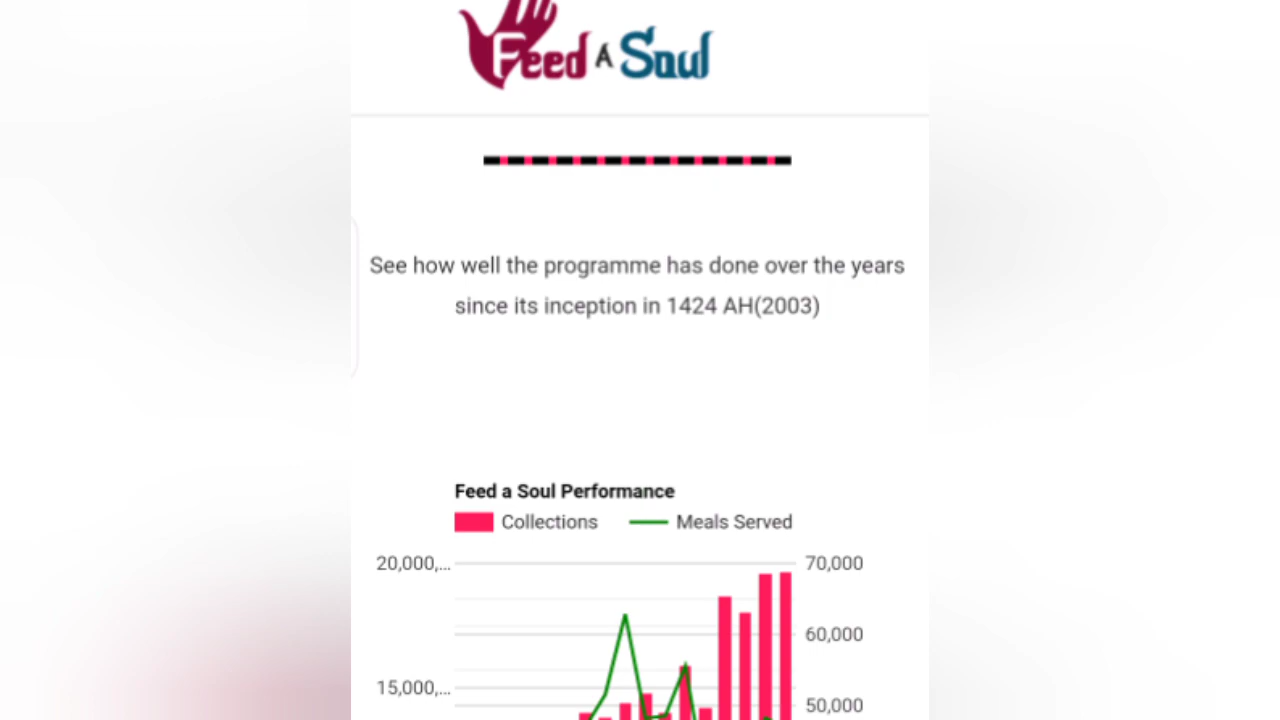 Feed A Soul
See how well the programme has done over the years
since its inception in 1424 AH(2003)
Feed a Soul Performance
Collections Meals Served
20,000,... 70,000
60,000
15,000,... 50,000